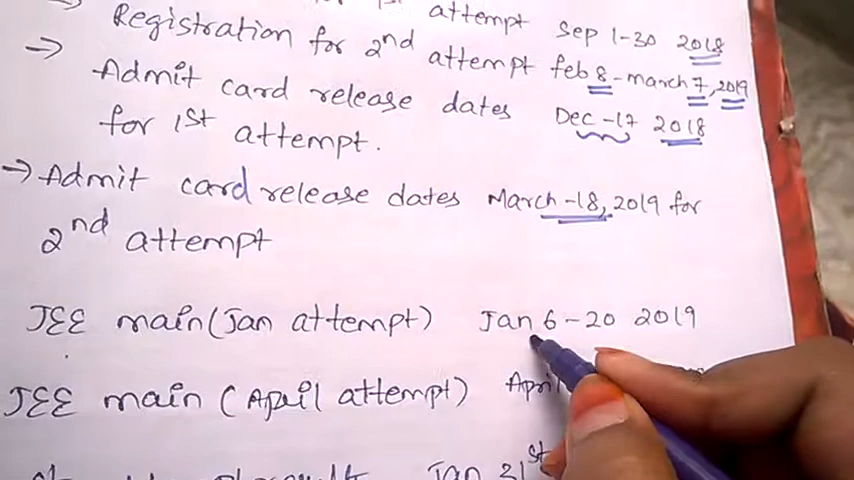 1st attempt Sep 1-30 2018
Registration for 2nd attempt feb 8 - march 7, 2019
→ Admit card release dates Dec -17 2018
for 1st attempt.
→ Admit card release dates March -18, 2019 for
2nd attempt
JEE main (Jan attempt) Jan 6 - 20 2019
JEE main (April attempt) April
Jan 31st